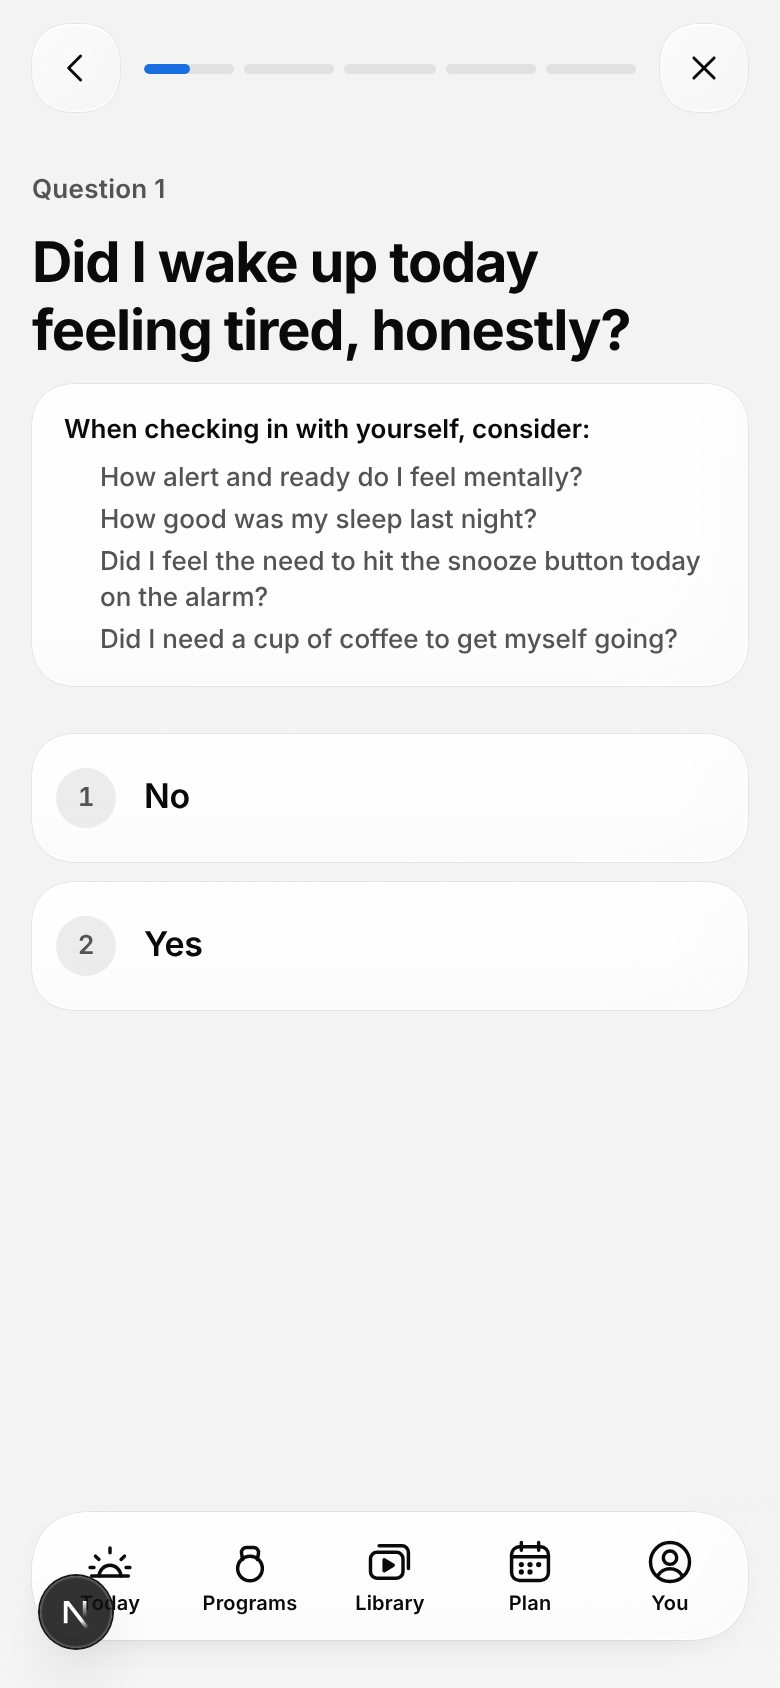 Question 1
Did I wake up today
feeling tired, honestly?
When checking in with yourself, consider:
How alert and ready do I feel mentally?
How good was my sleep last night?
Did I feel the need to hit the snooze button today
on the alarm?
Did I need a cup of coffee to get myself going?
1 No
2 Yes
Today Programs Library Plan You
N